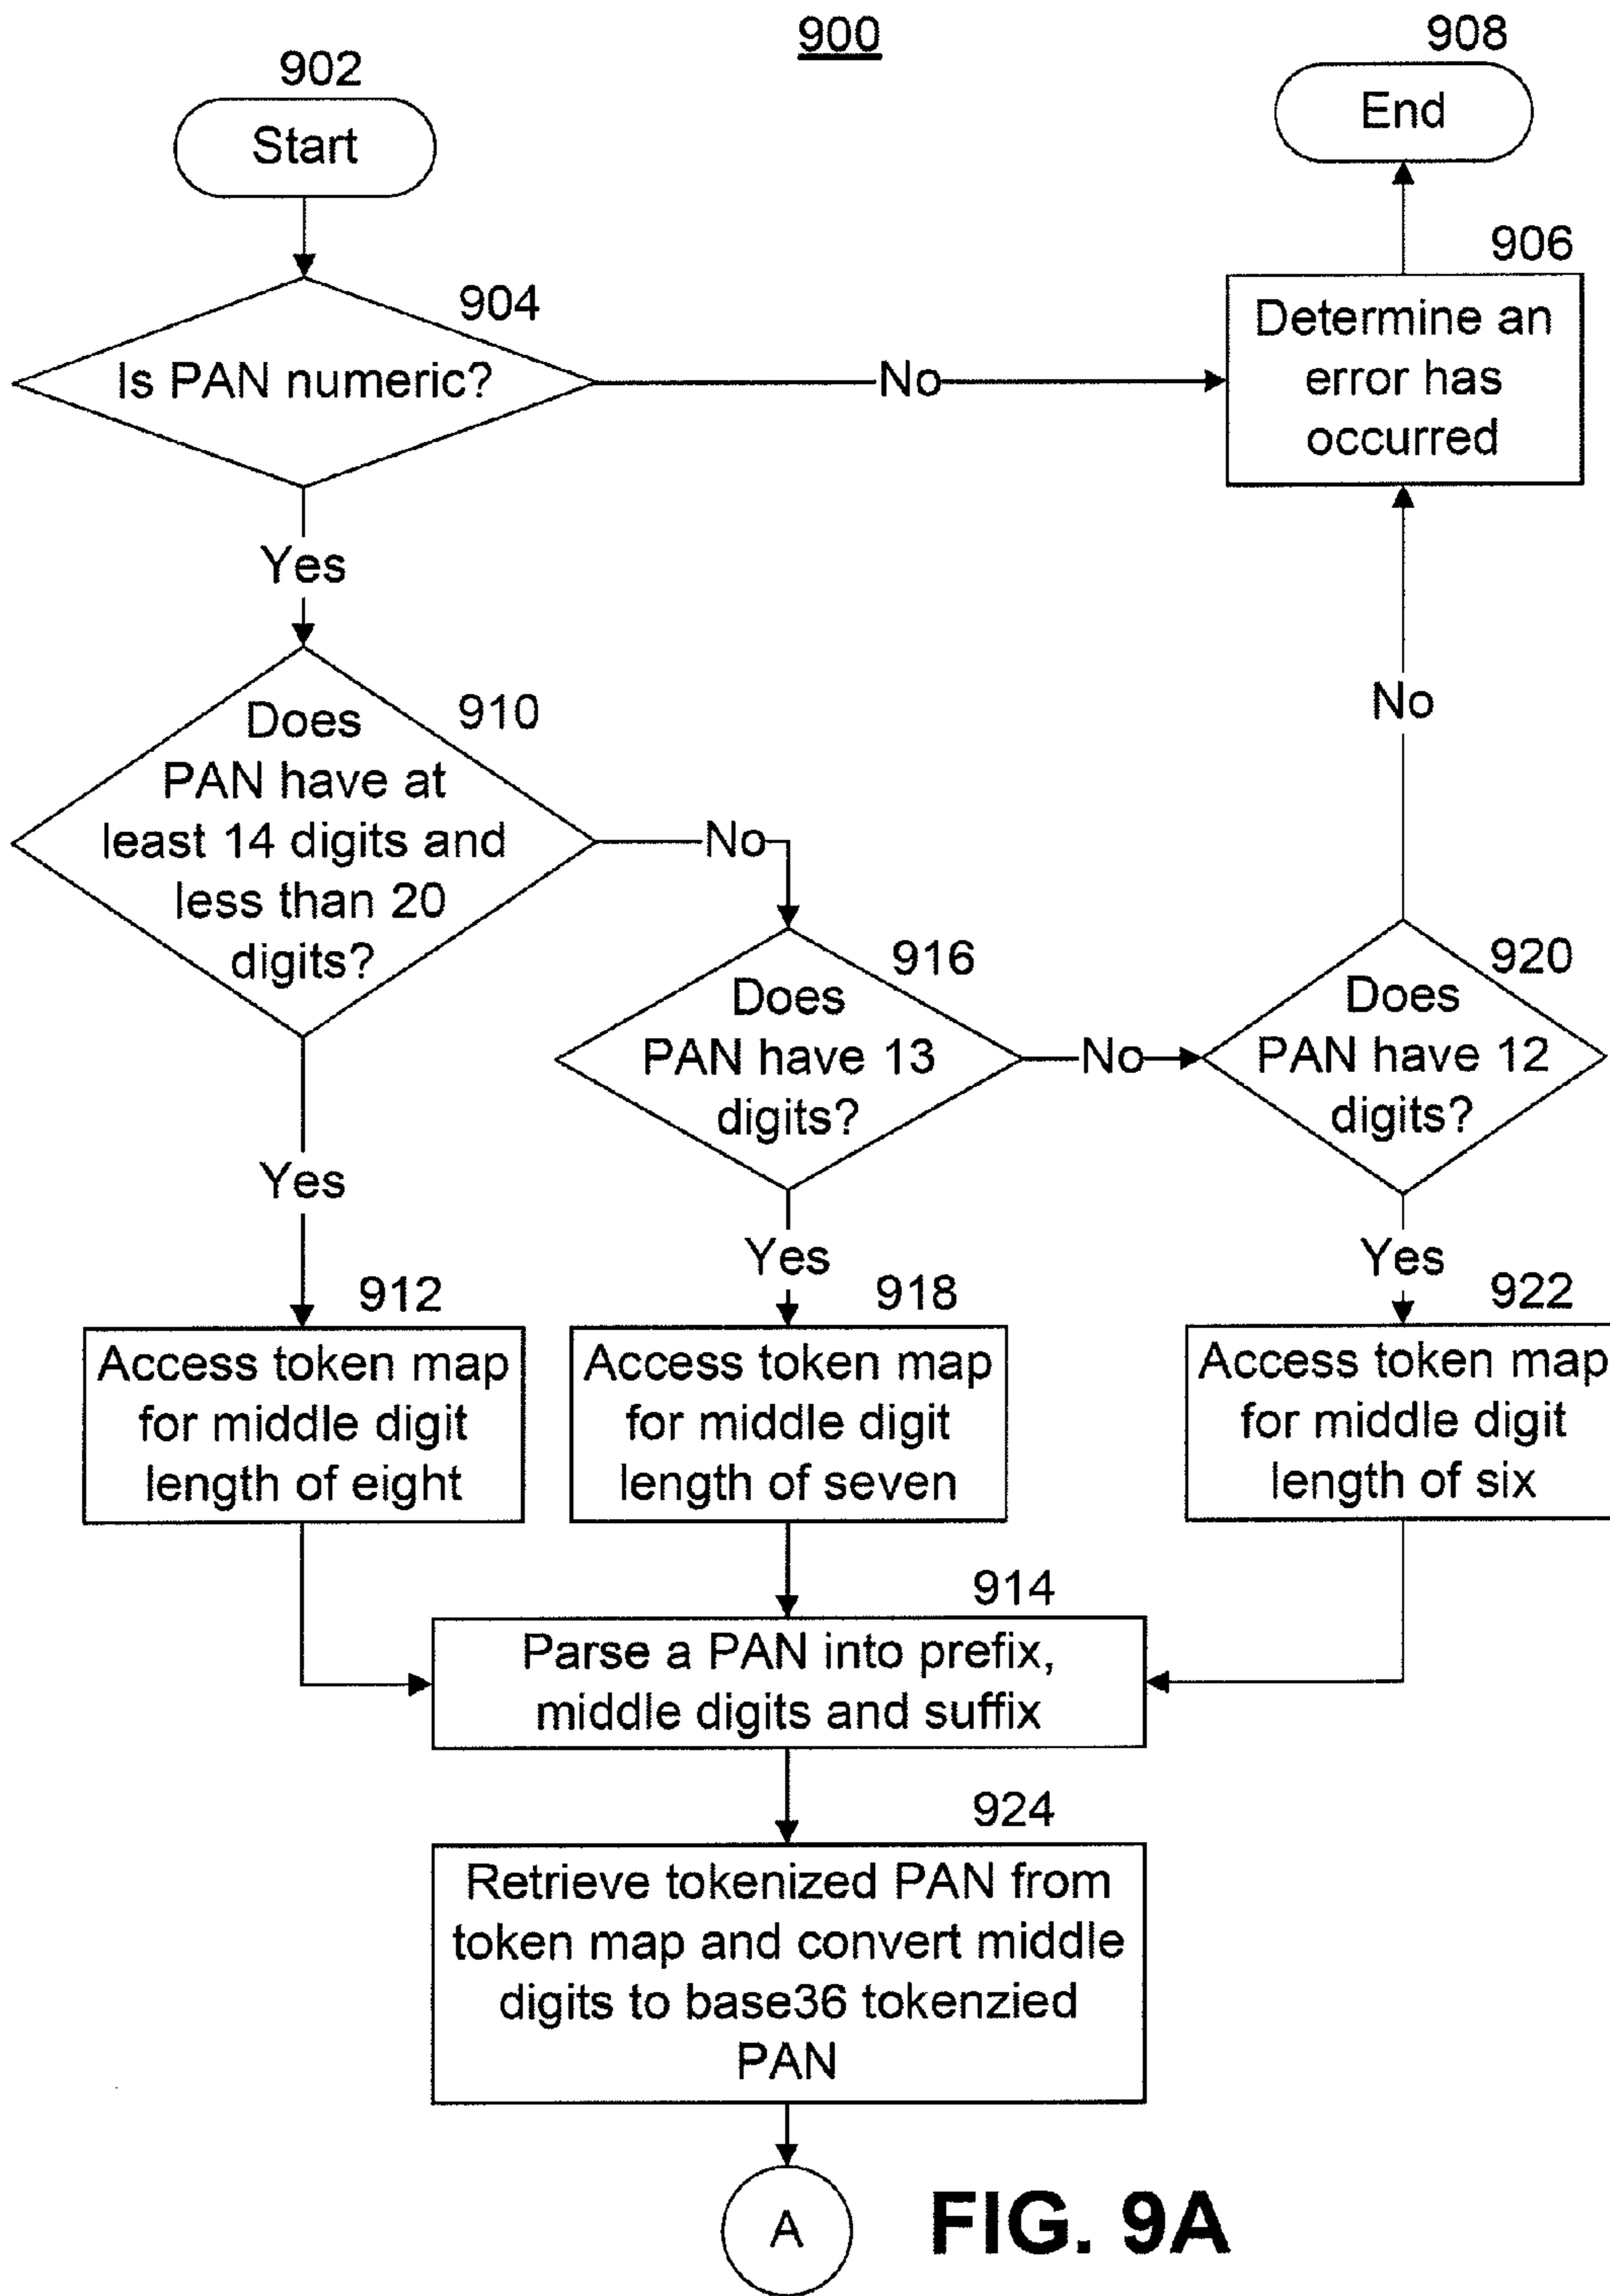 900
902
Start
908
End
904
Is PAN numeric?
No
906
Determine an
error has
occurred
Yes
910
Does
PAN have at
least 14 digits and
less than 20
digits?
No
No
916
Does
PAN have 13
digits?
No
920
Does
PAN have 12
digits?
Yes
Yes
Yes
912
Access token map
for middle digit
length of eight
918
Access token map
for middle digit
length of seven
922
Access token map
for middle digit
length of six
914
Parse a PAN into prefix,
middle digits and suffix
924
Retrieve tokenized PAN from
token map and convert middle
digits to base36 tokenzied
PAN
A
FIG. 9A